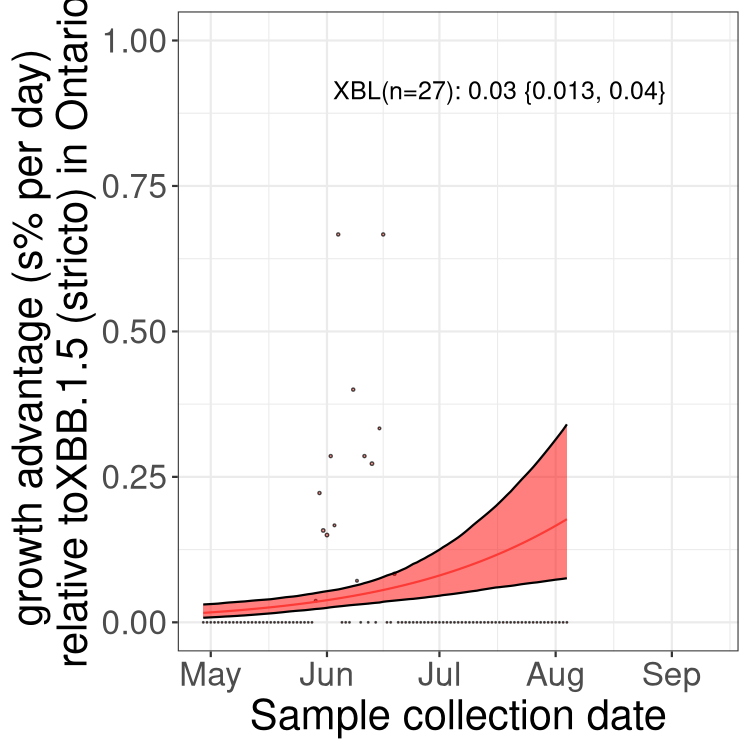 growth advantage (s% per day)
relative toXBB.1.5 (stricto) in Ontario
1.00
0.75
0.50
0.25
0.00
XBL(n=27): 0.03 {0.013, 0.04}
May Jun Jul Aug Sep
Sample collection date